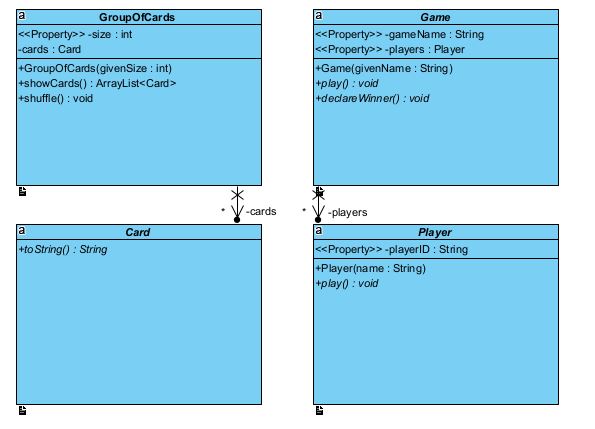 a GroupOfCards
<<Property>> -size : int
-cards : Card
+GroupOfCards(givenSize : int)
+showCards() : ArrayList<Card>
+shuffle() : void
a Game
<<Property>> -gameName : String
<<Property>> -players : Player
+Game(givenName : String)
+play() : void
+declareWinner() : void
* -cards
* -players
a Card
+toString() : String
a Player
<<Property>> -playerID : String
+Player(name : String)
+play() : void